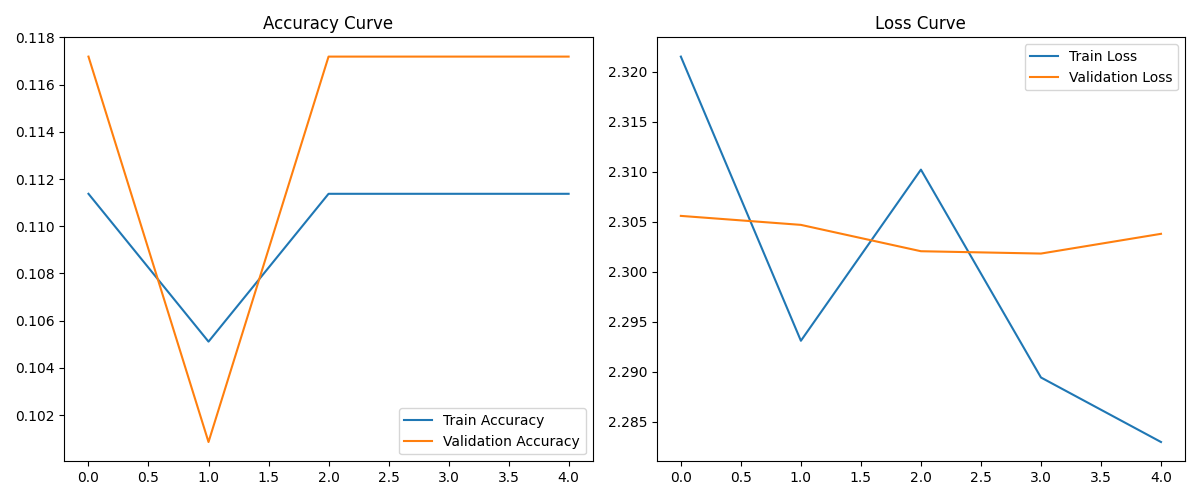 Accuracy Curve
0.118
0.116
0.114
0.112
0.110
0.108
0.106
0.104
0.102
Train Accuracy
Validation Accuracy
0.0 0.5 1.0 1.5 2.0 2.5 3.0 3.5 4.0
Loss Curve
Train Loss
Validation Loss
2.320
2.315
2.310
2.305
2.300
2.295
2.290
2.285
0.0 0.5 1.0 1.5 2.0 2.5 3.0 3.5 4.0